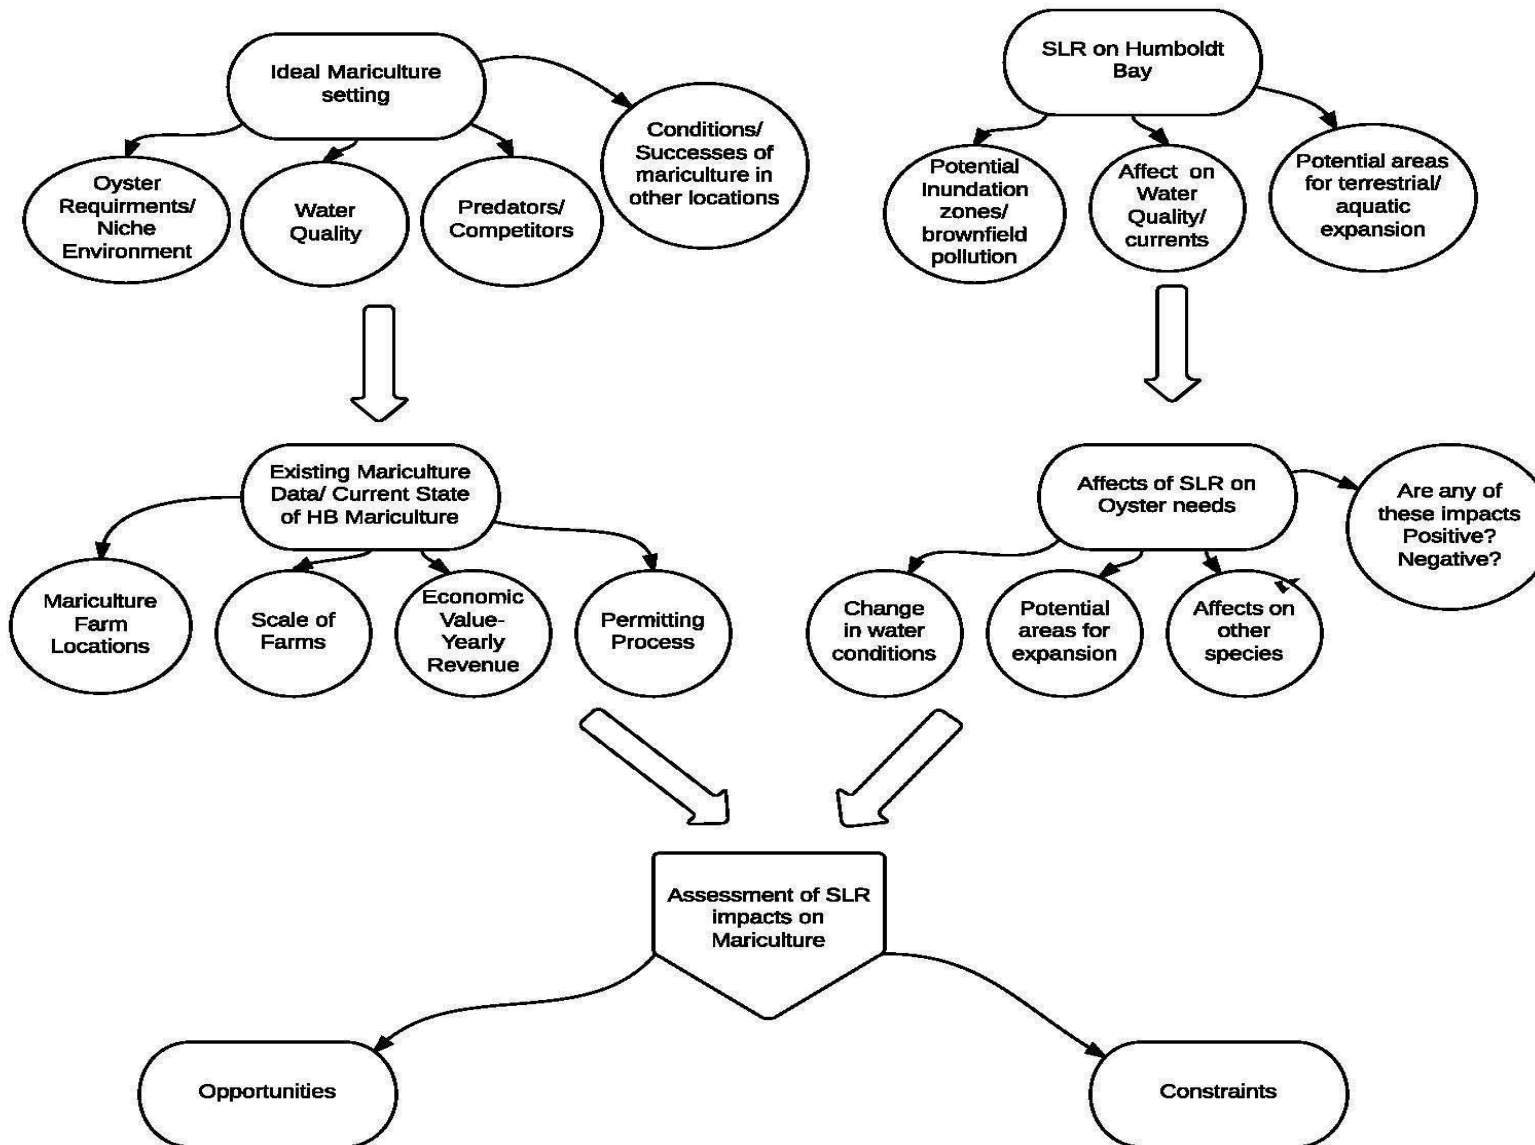 Ideal Mariculture
setting
Oyster
Requirments/
Niche
Environment
Water
Quality
Predators/
Competitors
Conditions/
Successes of
mariculture in
other locations
SLR on Humboldt
Bay
Potential
Inundation
zones/
brownfield
pollution
Affect on
Water
Quality/
currents
Potential areas
for terrestrial/
aquatic
expansion
Existing Mariculture
Data/ Current State
of HB Mariculture
Mariculture
Farm
Locations
Scale of
Farms
Economic
Value-
Yearly
Revenue
Permitting
Process
Affects of SLR on
Oyster needs
Change
in water
conditions
Potential
areas for
expansion
Affects on
other
species
Are any of
these impacts
Positive?
Negative?
Assessment of SLR
impacts on
Mariculture
Opportunities
Constraints